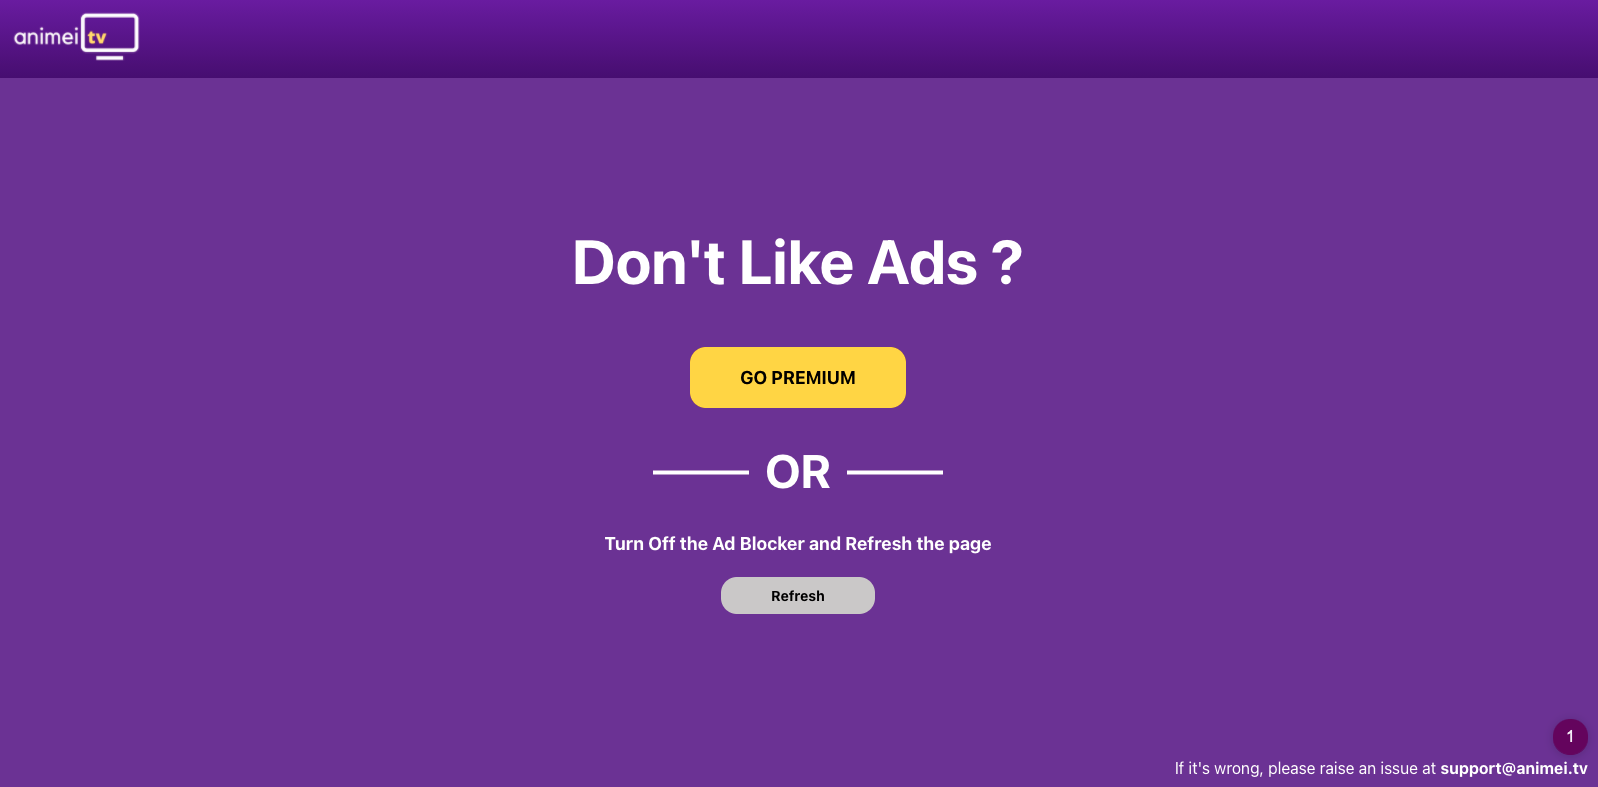 animei tv
Don't Like Ads ?
GO PREMIUM
OR
Turn Off the Ad Blocker and Refresh the page
Refresh
1
If it's wrong, please raise an issue at support@animei.tv